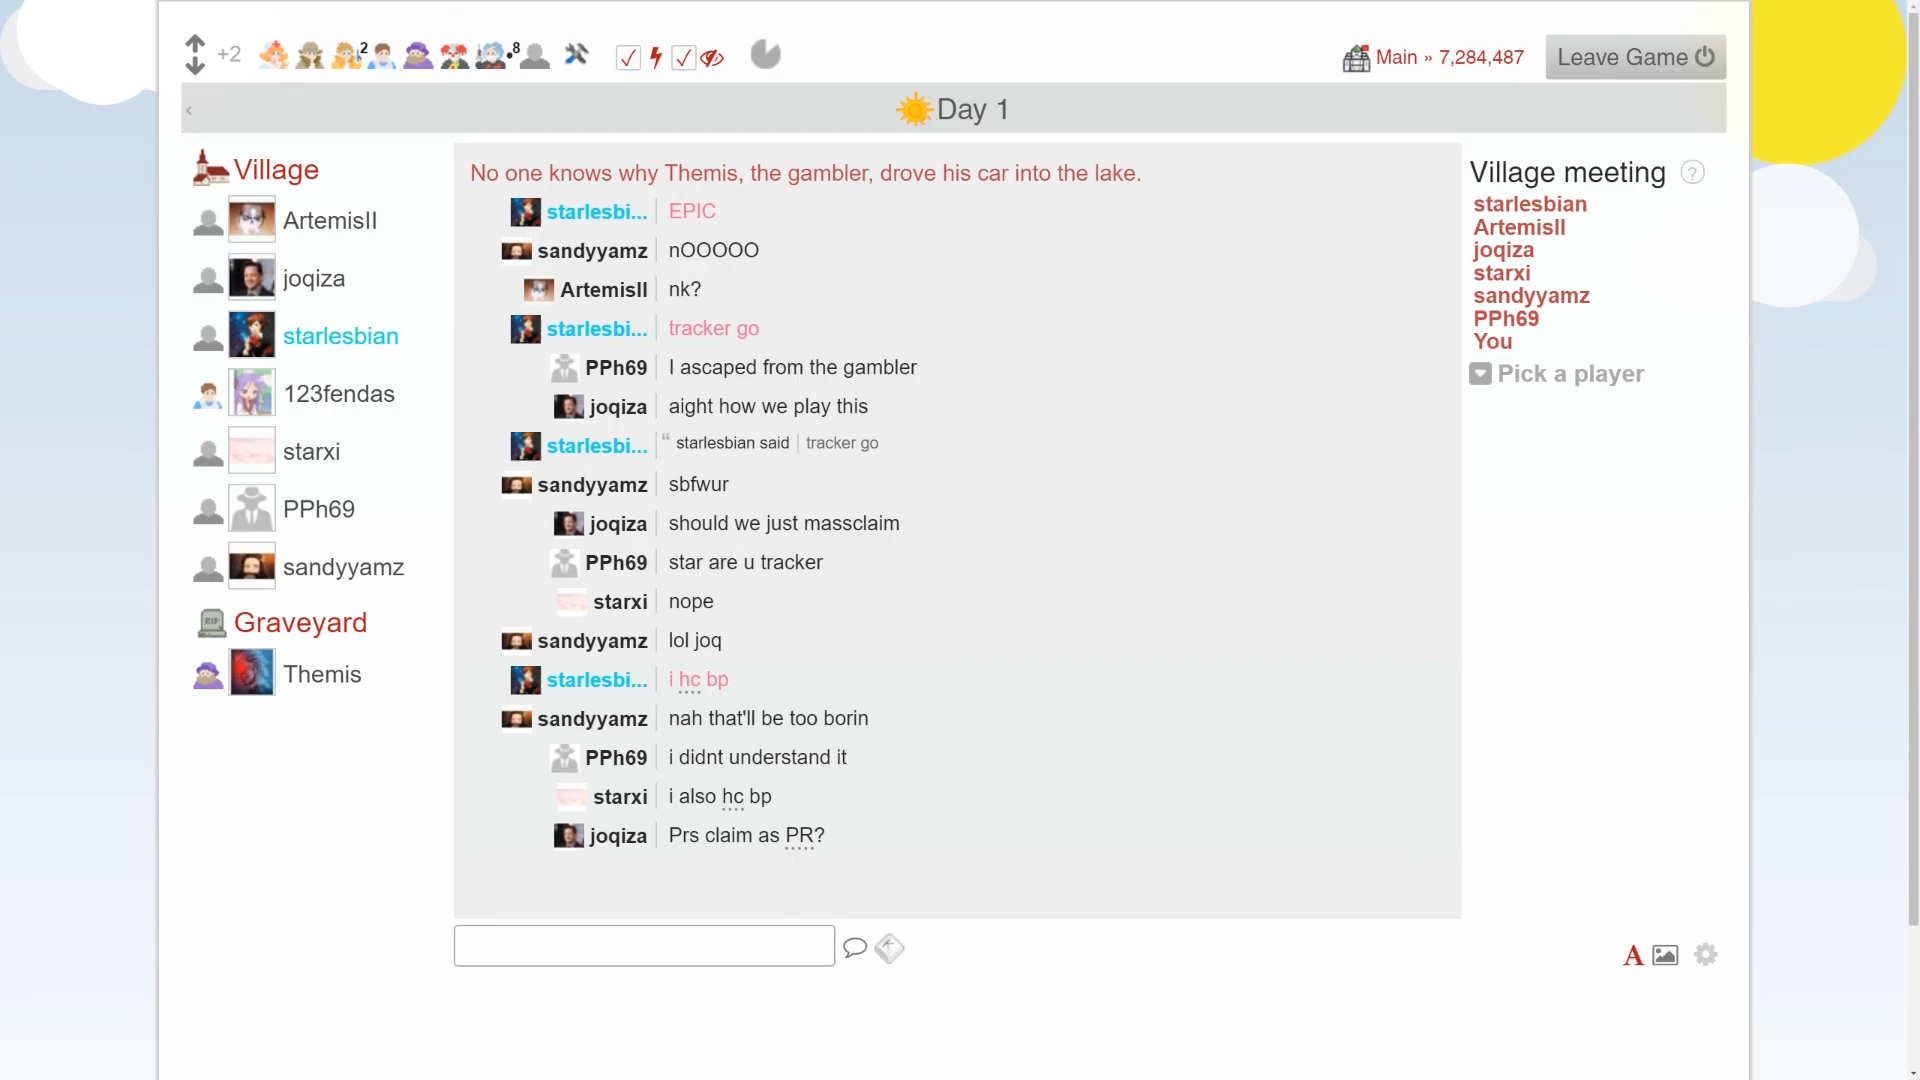 +2
2
8
Main » 7,284,487
Leave Game
‹
Day 1
Village
ArtemisII
joqiza
starlesbian
123fendas
starxi
PPh69
sandyyamz
Graveyard
Themis
No one knows why Themis, the gambler, drove his car into the lake.
starlesbi... EPIC
sandyyamz nOOOOO
ArtemisII nk?
starlesbi... tracker go
PPh69 I ascaped from the gambler
joqiza aight how we play this
starlesbi... “ starlesbian said tracker go
sandyyamz sbfwur
joqiza should we just massclaim
PPh69 star are u tracker
starxi nope
sandyyamz lol joq
starlesbi... i hc bp
sandyyamz nah that'll be too borin
PPh69 i didnt understand it
starxi i also hc bp
joqiza Prs claim as PR?
Village meeting ?
starlesbian
ArtemisII
joqiza
starxi
sandyyamz
PPh69
You
Pick a player
A